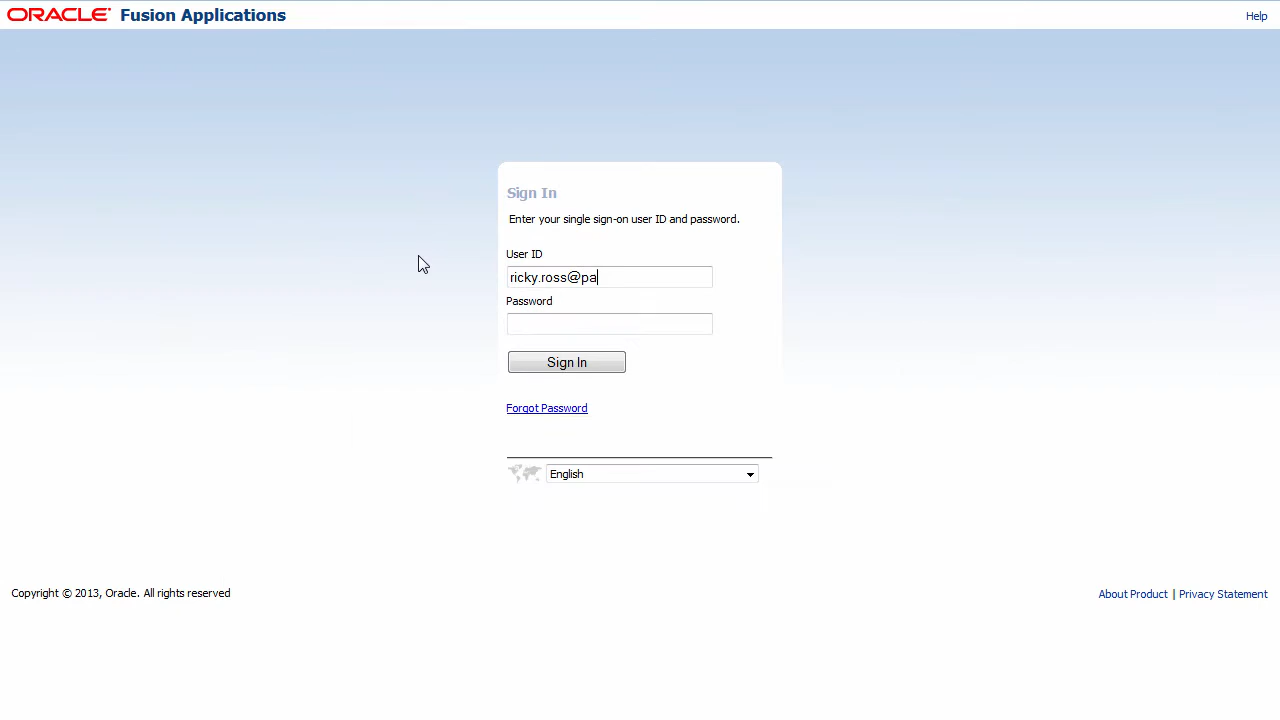 ORACLE Fusion Applications
Help
Sign In
Enter your single sign-on user ID and password.
User ID
ricky.ross@pa
Password
Sign In
Forgot Password
English
Copyright © 2013, Oracle. All rights reserved
About Product | Privacy Statement